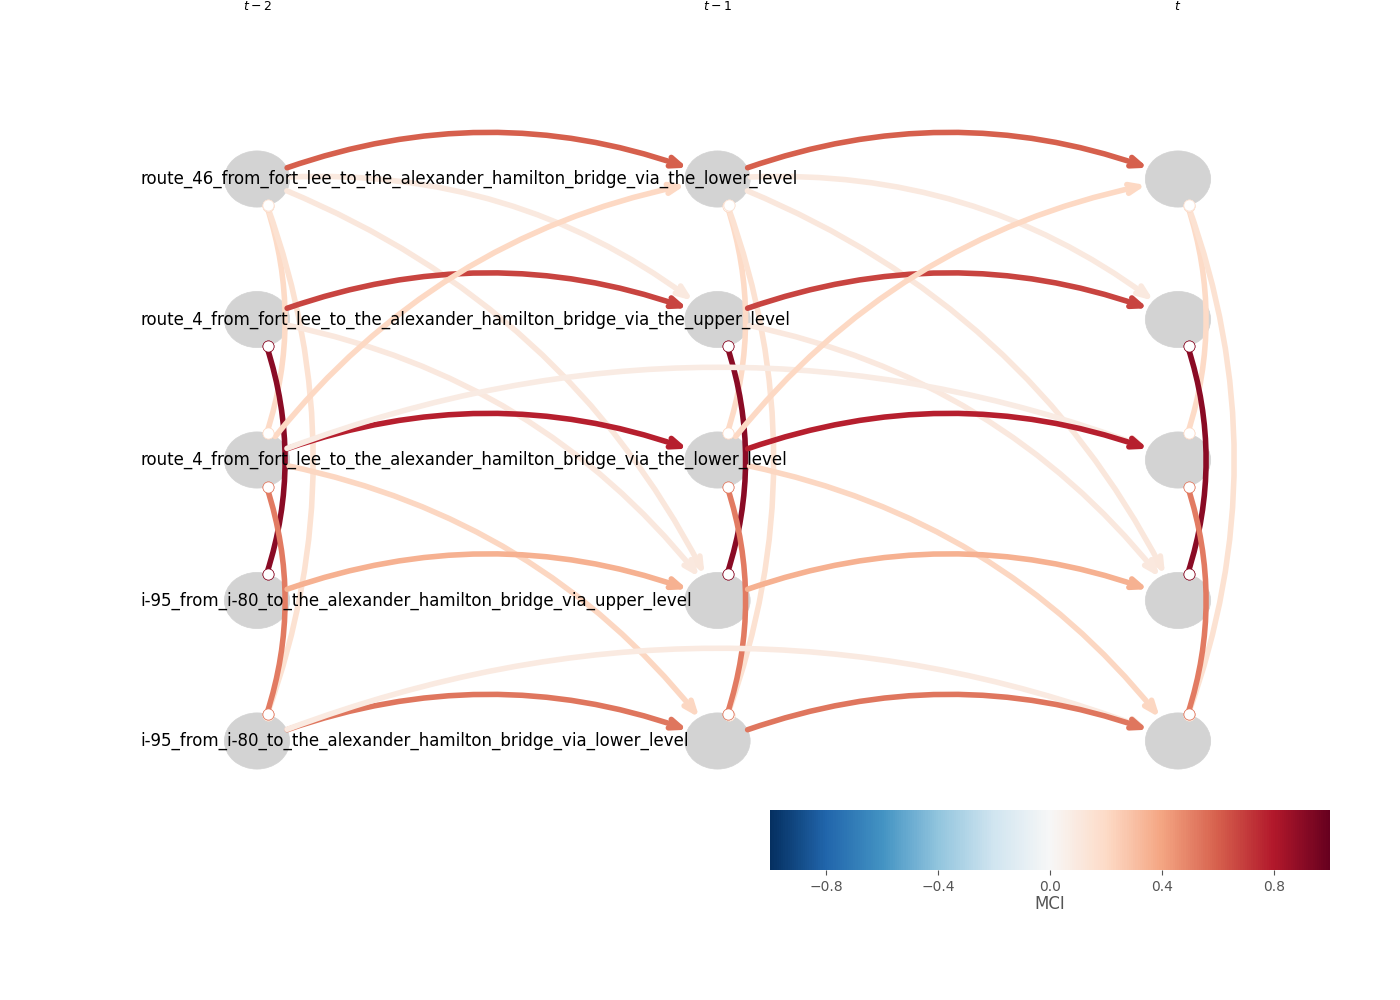 t − 2 t − 1 t
route_46_from_fort_lee_to_the_alexander_hamilton_bridge_via_the_lower_level
route_4_from_fort_lee_to_the_alexander_hamilton_bridge_via_the_upper_level
route_4_from_fort_lee_to_the_alexander_hamilton_bridge_via_the_lower_level
i-95_from_i-80_to_the_alexander_hamilton_bridge_via_upper_level
i-95_from_i-80_to_the_alexander_hamilton_bridge_via_lower_level
−0.8 −0.4 0.0 0.4 0.8
MCI